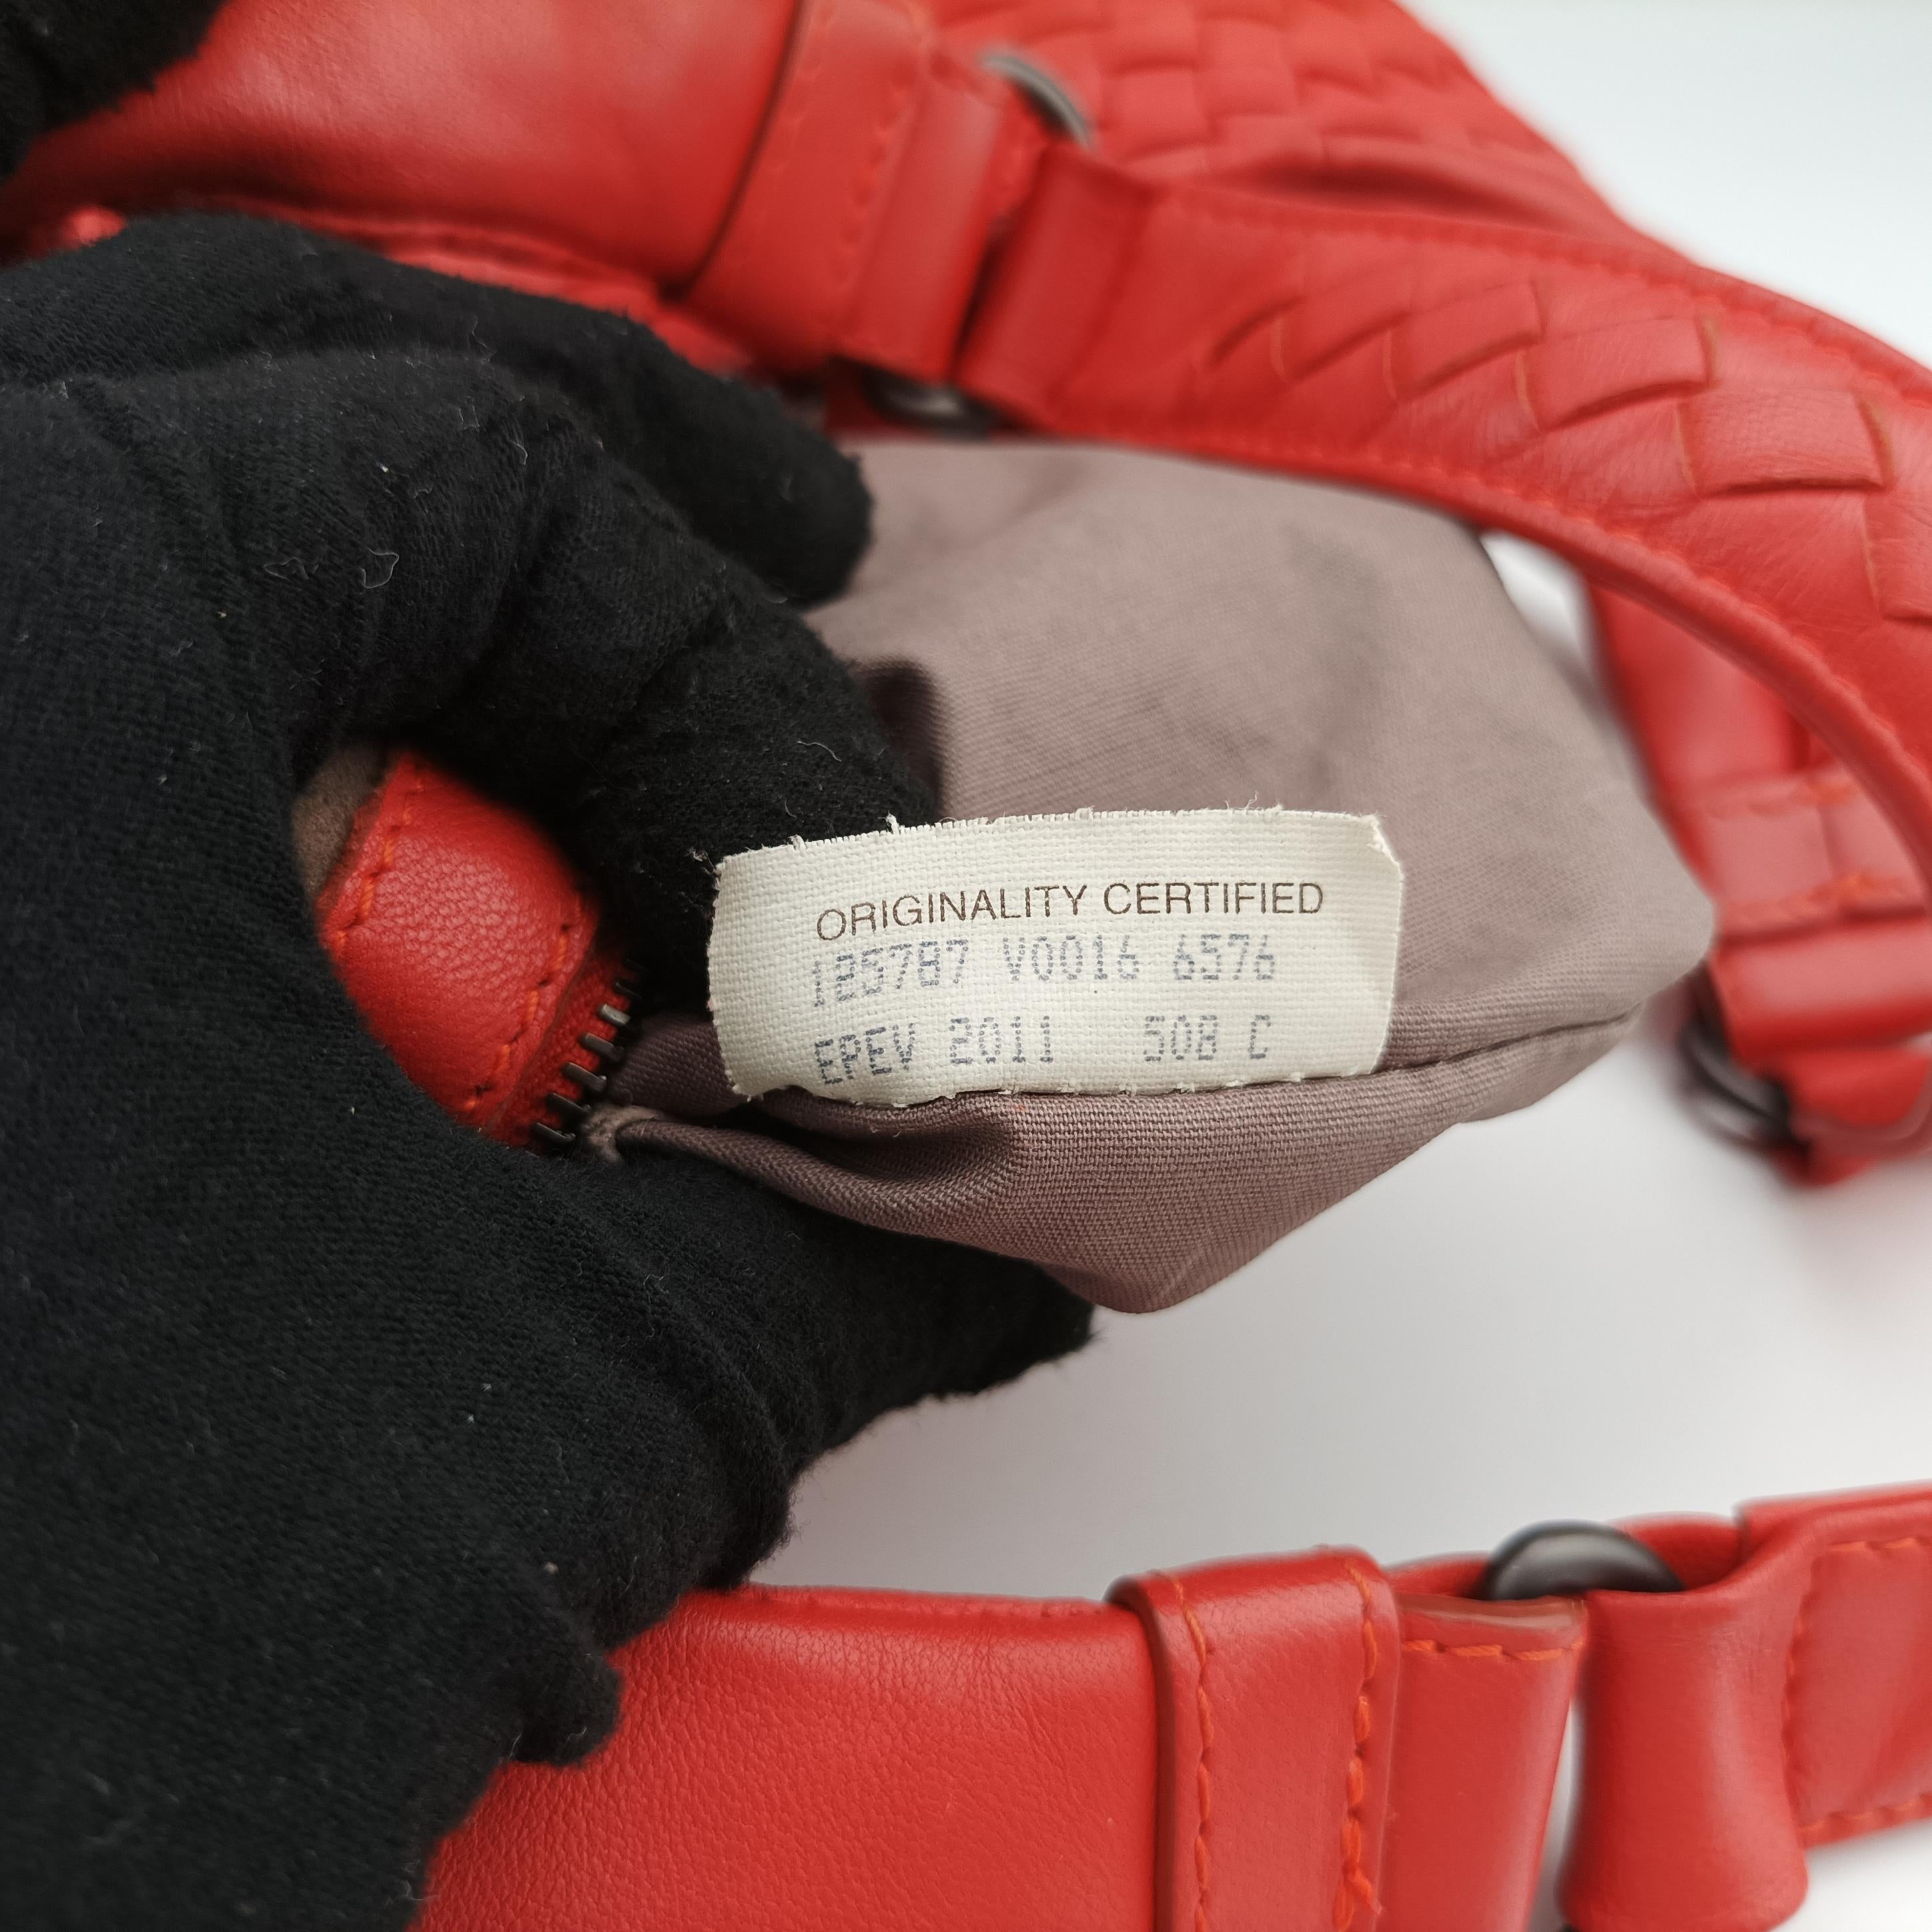 ORIGINALITY CERTIFIED
125787 V0016 6576
EPEV 2011 508 C